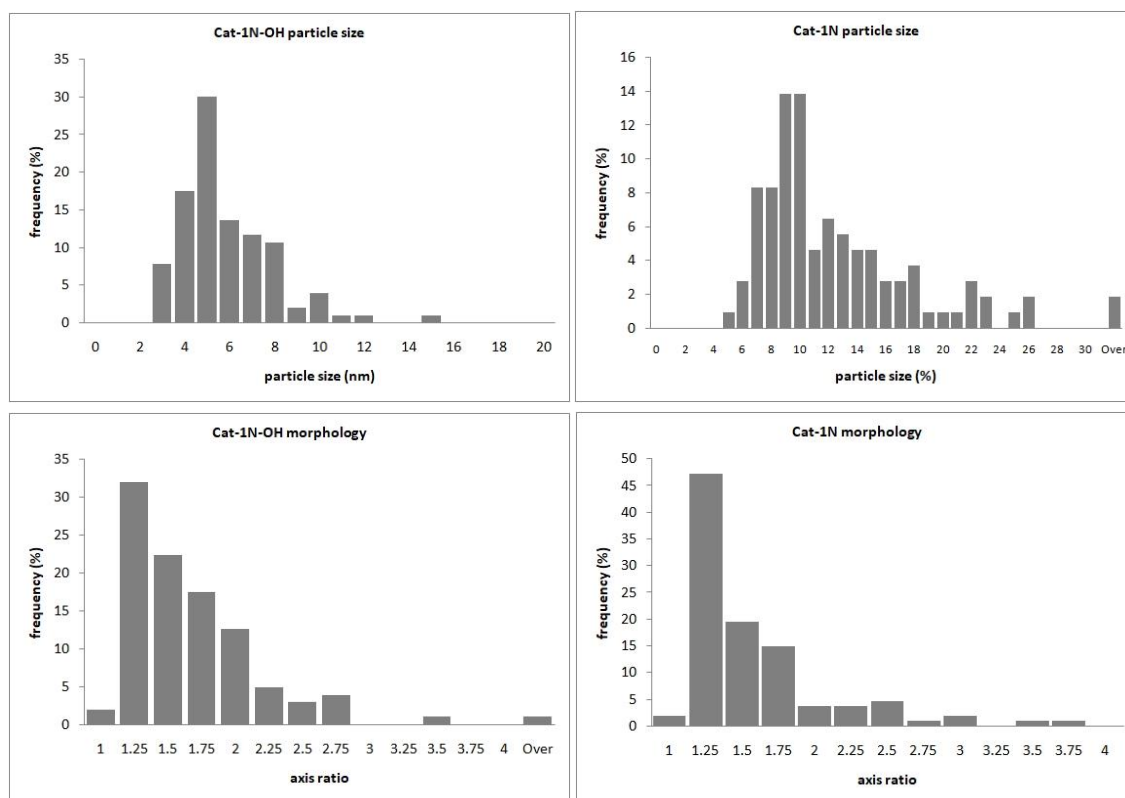 Cat-1N-OH particle size
35
30
25
20
15
10
5
0
frequency (%)
0 2 4 6 8 10 12 14 16 18 20
particle size (nm)
Cat-1N particle size
16
14
12
10
8
6
4
2
0
frequency (%)
0 2 4 6 8 10 12 14 16 18 20 22 24 26 28 30 Over
particle size (%)
Cat-1N-OH morphology
35
30
25
20
15
10
5
0
frequency (%)
1 1.25 1.5 1.75 2 2.25 2.5 2.75 3 3.25 3.5 3.75 4 Over
axis ratio
Cat-1N morphology
50
45
40
35
30
25
20
15
10
5
0
frequency (%)
1 1.25 1.5 1.75 2 2.25 2.5 2.75 3 3.25 3.5 3.75 4
axis ratio